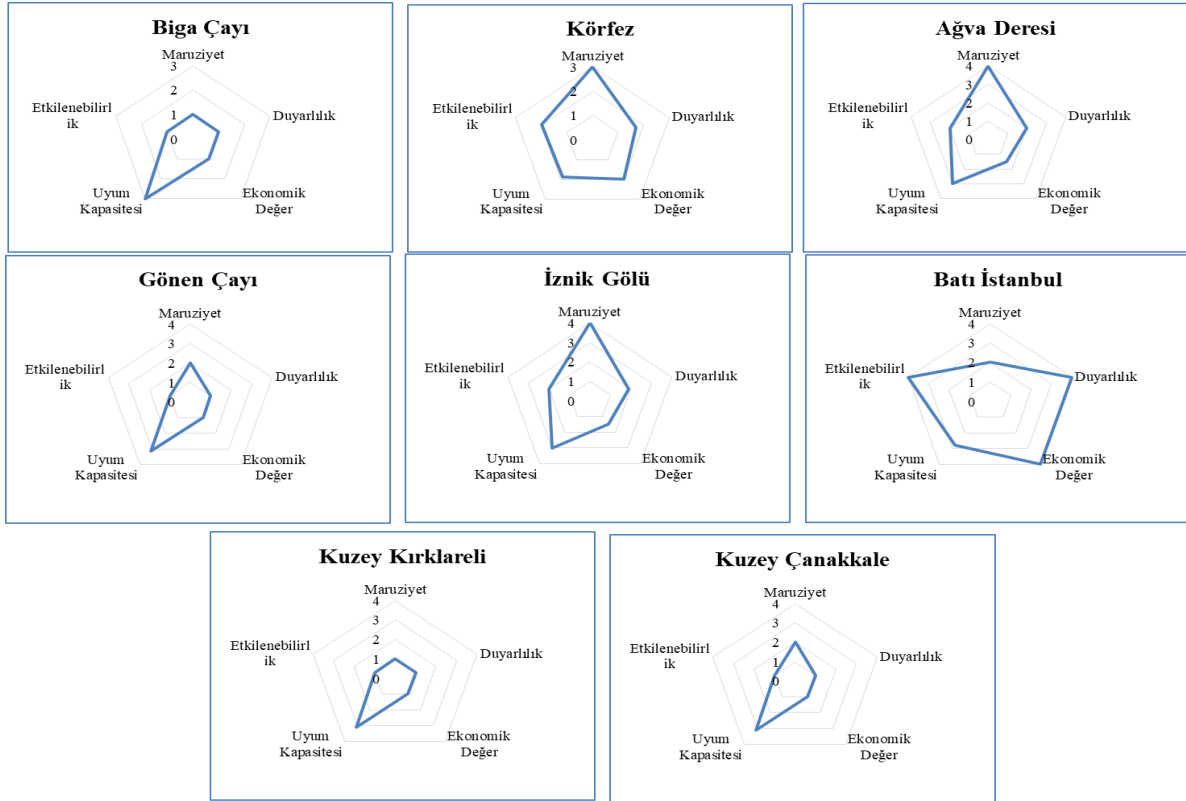 Biga Çayı
Maruziyet
3
2
1
0
Etkilenebilirl
ik
Duyarlılık
Uyum
Kapasitesi
Ekonomik
Değer
Körfez
Maruziyet
3
2
1
0
Etkilenebilirlik
Duyarlılık
Uyum
Kapasitesi
Ekonomik
Değer
Ağva Deresi
Maruziyet
4
3
2
1
0
Etkilenebilirlik
Duyarlılık
Uyum
Kapasitesi
Ekonomik
Değer
Gönen Çayı
Maruziyet
4
3
2
1
0
Etkilenebilirl
ik
Duyarlılık
Uyum
Kapasitesi
Ekonomik
Değer
İznik Gölü
Maruziyet
4
3
2
1
0
Etkilenebilirl
ik
Duyarlılık
Uyum
Kapasitesi
Ekonomik
Değer
Batı İstanbul
Maruziyet
4
3
2
1
0
Etkilenebilirl
ik
Duyarlılık
Uyum
Kapasitesi
Ekonomik
Değer
Kuzey Kırklareli
Maruziyet
4
3
2
1
0
Etkilenebilirl
ik
Duyarlılık
Uyum
Kapasitesi
Ekonomik
Değer
Kuzey Çanakkale
Maruziyet
4
3
2
1
0
Etkilenebilirl
ik
Duyarlılık
Uyum
Kapasitesi
Ekonomik
Değer